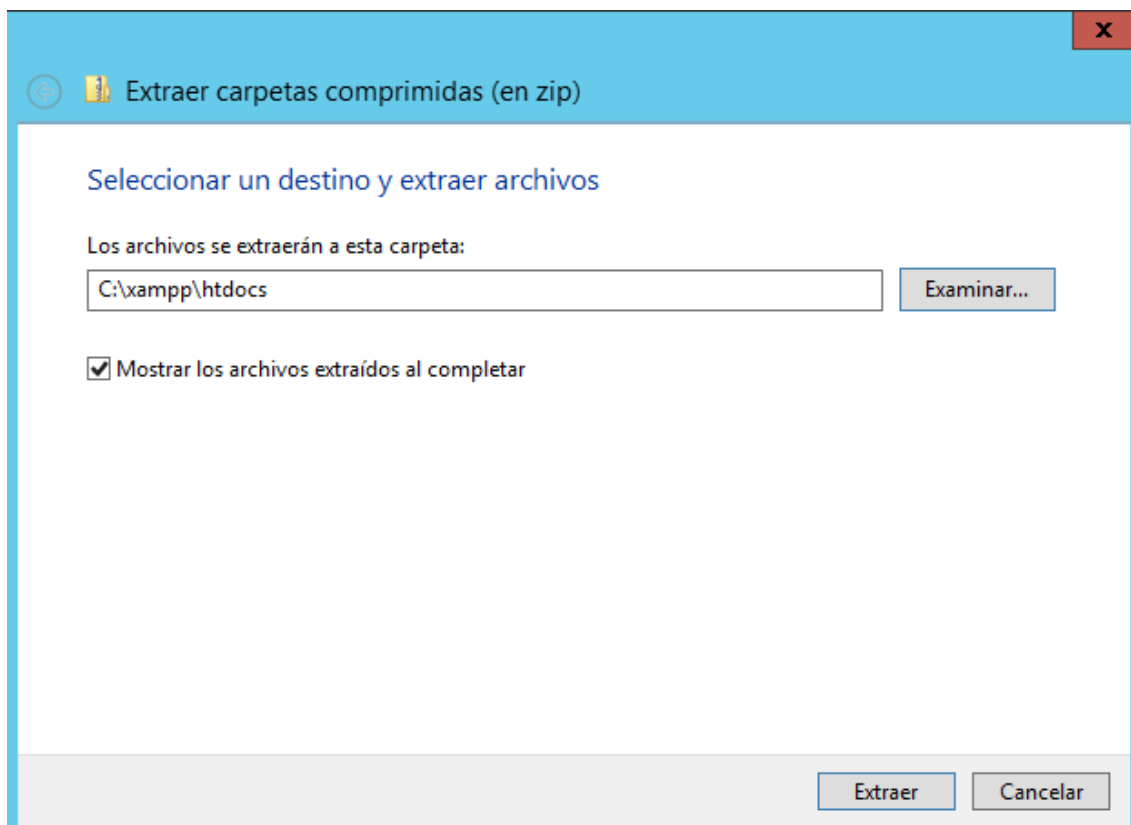 x
Extraer carpetas comprimidas (en zip)
Seleccionar un destino y extraer archivos
Los archivos se extraerán a esta carpeta:
C:\xampp\htdocs
Examinar...
Mostrar los archivos extraídos al completar
Extraer
Cancelar